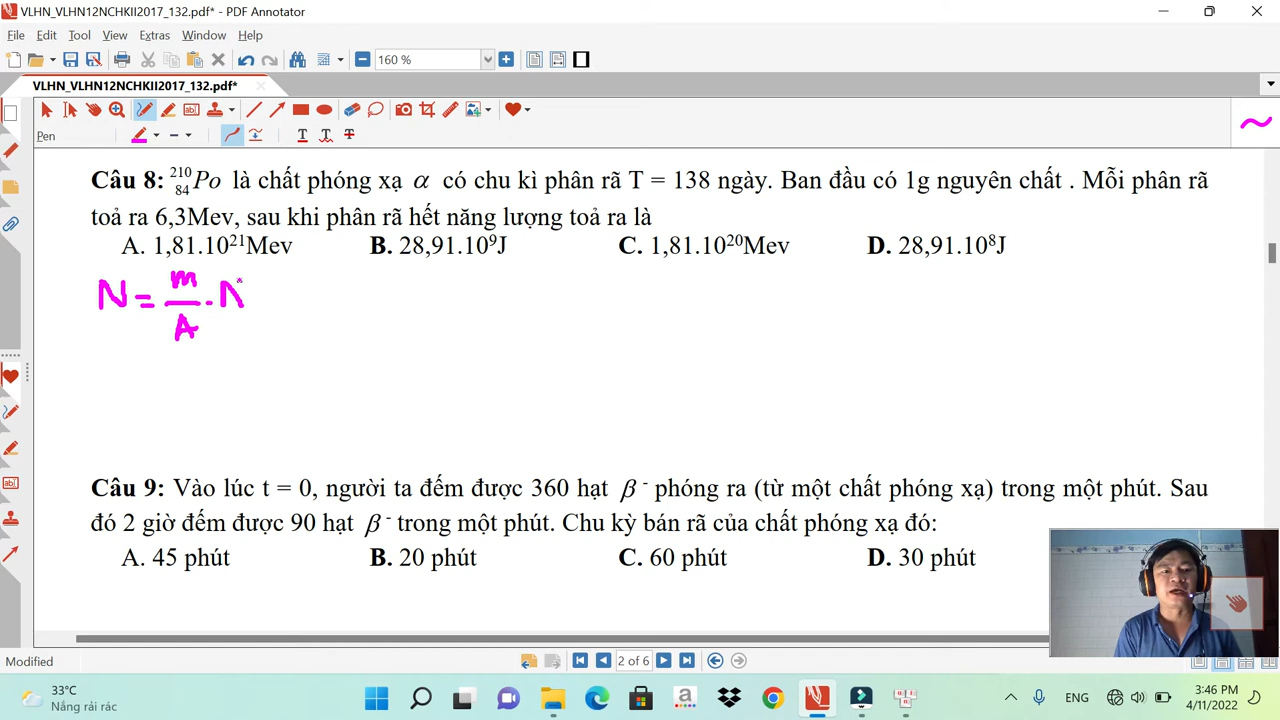 VLHN_VLHN12NCHKII2017_132.pdf* - PDF Annotator
File Edit Tool View Extras Window Help
160 %
VLHN_VLHN12NCHKII2017_132.pdf*
Pen
Câu 8: ²¹⁰₈₄Po là chất phóng xạ α có chu kì phân rã T = 138 ngày. Ban đầu có 1g nguyên chất . Mỗi phân rã
toả ra 6,3Mev, sau khi phân rã hết năng lượng toả ra là
A. 1,81.10²¹Mev B. 28,91.10⁹J C. 1,81.10²⁰Mev D. 28,91.10⁸J
N = m/A . N
Câu 9: Vào lúc t = 0, người ta đếm được 360 hạt β⁻ phóng ra (từ một chất phóng xạ) trong một phút. Sau
đó 2 giờ đếm được 90 hạt β⁻ trong một phút. Chu kỳ bán rã của chất phóng xạ đó:
A. 45 phút B. 20 phút C. 60 phút D. 30 phút
Modified
2 of 6
33°C
Nắng rải rác
ENG
3:46 PM
4/11/2022